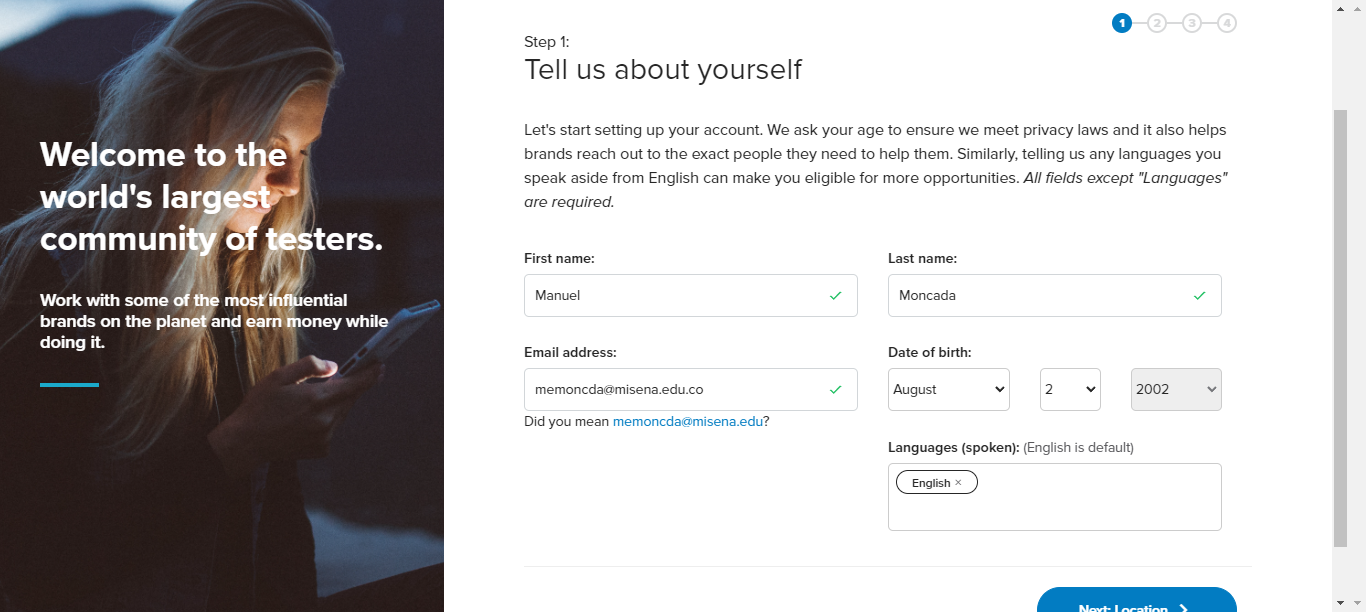 Welcome to the
world's largest
community of testers.
Work with some of the most influential
brands on the planet and earn money while
doing it.
1 2 3 4
Step 1:
Tell us about yourself
Let's start setting up your account. We ask your age to ensure we meet privacy laws and it also helps
brands reach out to the exact people they need to help them. Similarly, telling us any languages you
speak aside from English can make you eligible for more opportunities. All fields except "Languages"
are required.
First name: Last name:
Manuel Moncada
Email address: Date of birth:
memoncda@misena.edu.co August 2 2002
Did you mean memoncda@misena.edu?
Languages (spoken): (English is default)
English ×
Next: Location